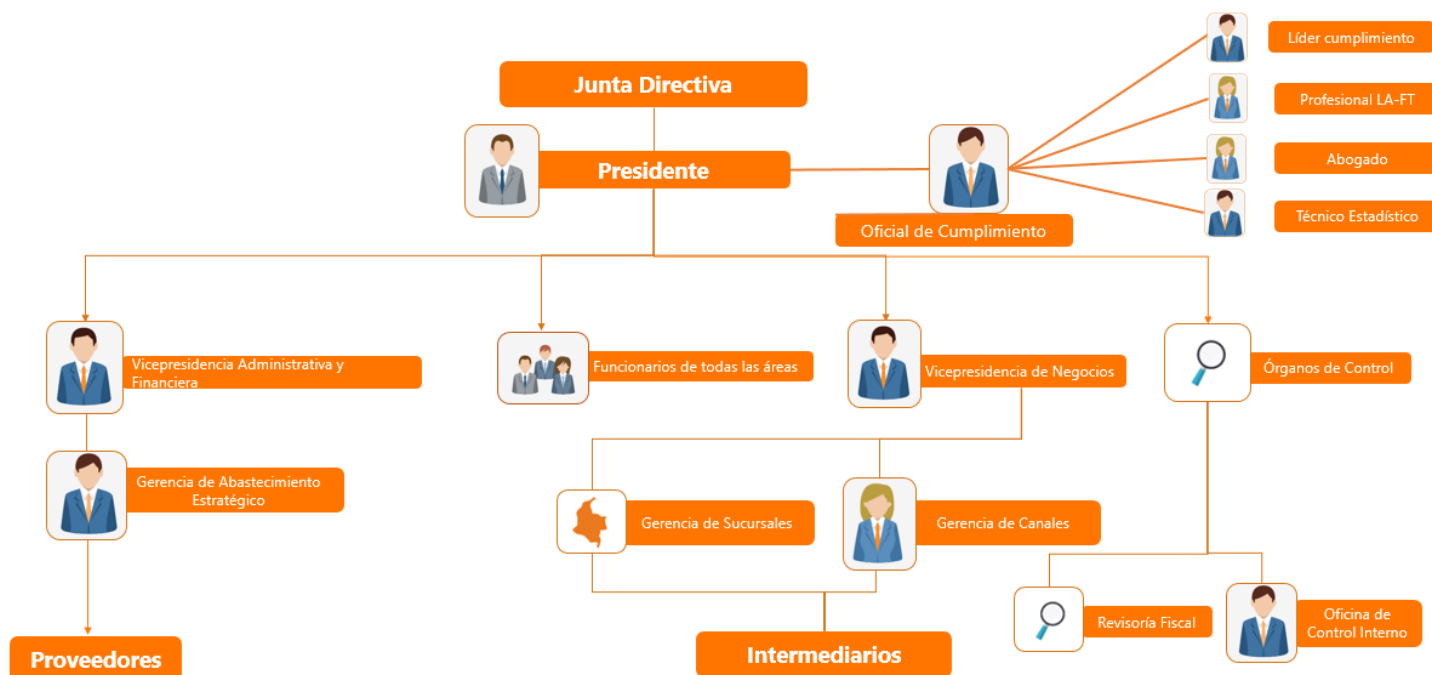 Líder cumplimiento
Junta Directiva
Profesional LA-FT
Presidente
Abogado
Técnico Estadístico
Oficial de Cumplimiento
Vicepresidencia Administrativa y
Financiera
Funcionarios de todas las áreas
Vicepresidencia de Negocios
Órganos de Control
Gerencia de Abastecimiento
Estratégico
Gerencia de Sucursales
Gerencia de Canales
Revisoría Fiscal
Oficina de
Control Interno
Proveedores
Intermediarios